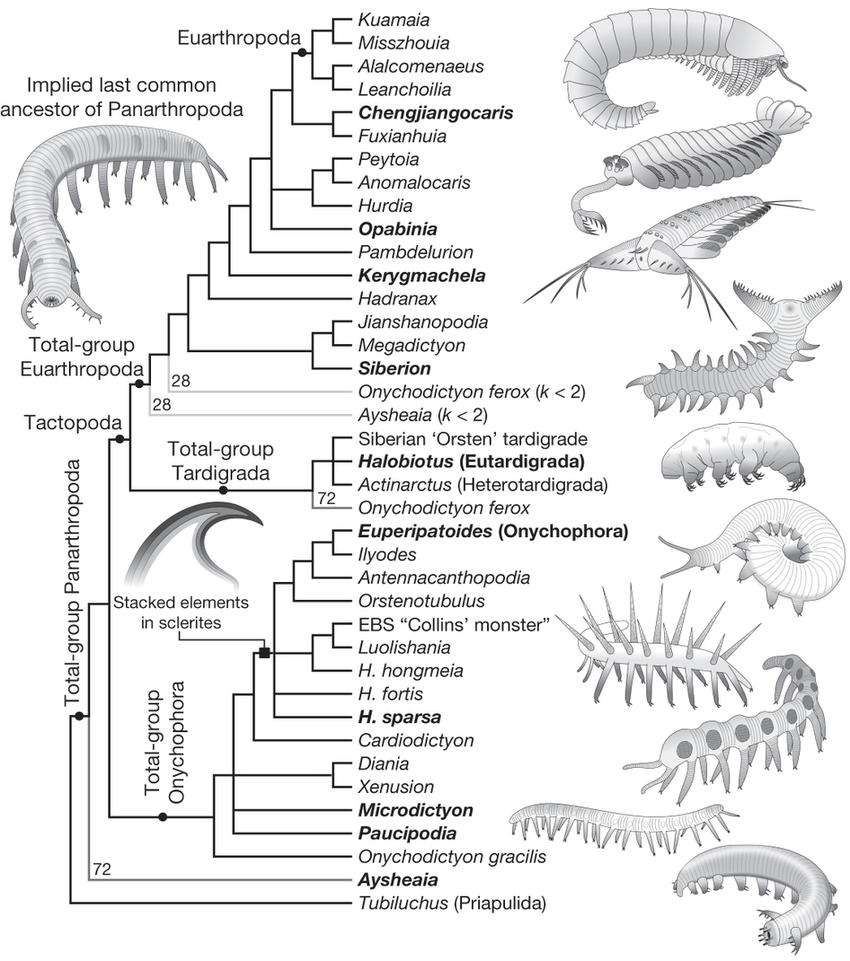 Kuamaia
Euarthropoda
Misszhouia
Alalcomenaeus
Leanchoilia
Implied last common
ancestor of Panarthropoda
Chengjiangocaris
Fuxianhuia
Peytoia
Anomalocaris
Hurdia
Opabinia
Pambdelurion
Kerygmachela
Hadranax
Jianshanopodia
Megadictyon
Total-group
Euarthropoda
Siberion
28
Onychodictyon ferox (k < 2)
28
Aysheaia (k < 2)
Tactopoda
Siberian ‘Orsten’ tardigrade
Total-group
Tardigrada
Halobiotus (Eutardigrada)
Actinarctus (Heterotardigrada)
72
Onychodictyon ferox
Total-group Panarthropoda
Euperipatoides (Onychophora)
Ilyodes
Antennacanthopodia
Stacked elements
in sclerites
Orstenotubulus
EBS “Collins’ monster”
Luolishania
H. hongmeia
H. fortis
Total-group
Onychophora
H. sparsa
Cardiodictyon
Diania
Xenusion
Microdictyon
Paucipodia
Onychodictyon gracilis
72
Aysheaia
Tubiluchus (Priapulida)